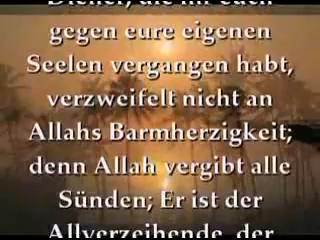 Diener, die ihr euch
gegen eure eigenen
Seelen vergangen habt,
verzweifelt nicht an
Allahs Barmherzigkeit;
denn Allah vergibt alle
Sünden; Er ist der
Allverzeihende, der